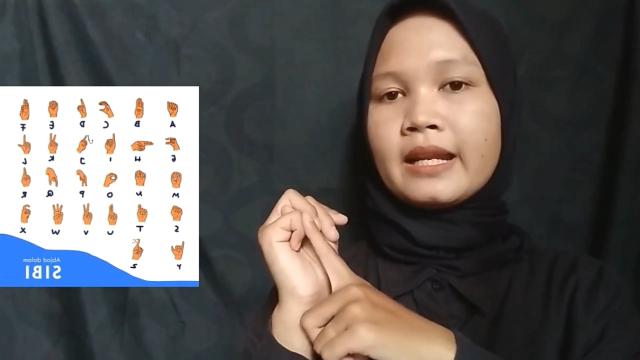 A B C D E F
G H I J K L
M N O P Q R
S T U V W X
Y Z
Abjad dalam
SIBI